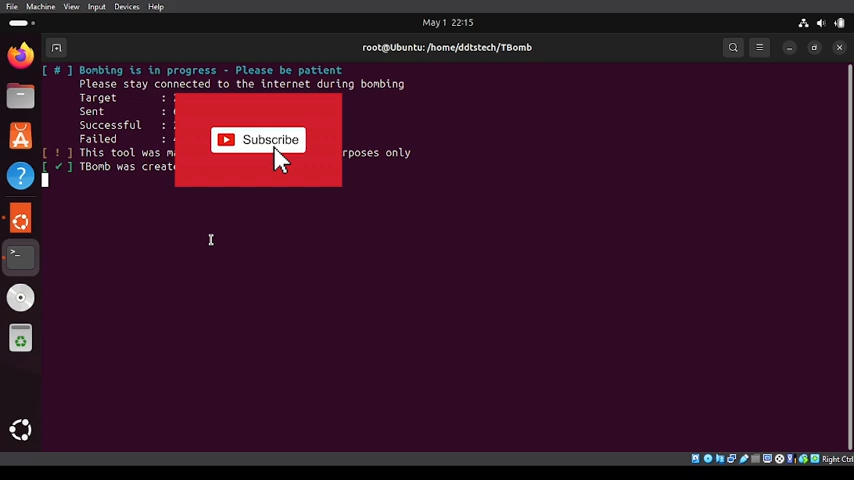 File Machine View Input Devices Help
May 1 22:15
root@Ubuntu: /home/ddtstech/TBomb
[ # ] Bombing is in progress - Please be patient
Please stay connected to the internet during bombing
Target :
Sent :
Successful :
Failed :
Subscribe
[ ! ] This tool was rposes only
[ ✔ ] TBomb was create
Right Ctrl